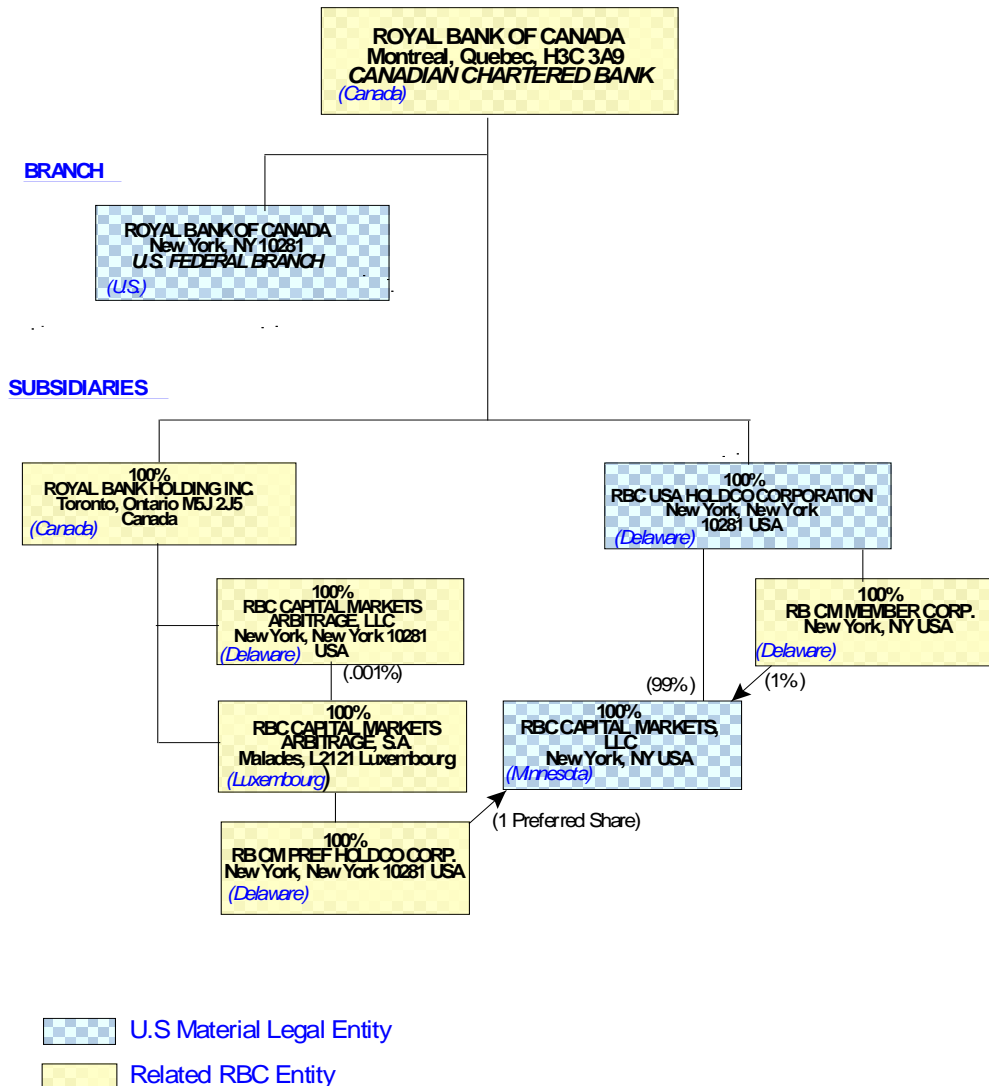 ROYAL BANK OF CANADA
Montreal, Quebec, H3C 3A9
CANADIAN CHARTERED BANK
(Canada)
BRANCH
ROYAL BANK OF CANADA
New York, NY 10281
U.S. FEDERAL BRANCH
(U.S.)
SUBSIDIARIES
100%
ROYAL BANK HOLDING INC.
Toronto, Ontario M5J 2J5
Canada
(Canada)
100%
RBC USA HOLDCO CORPORATION
New York, New York
10281 USA
(Delaware)
100%
RBC CAPITAL MARKETS
ARBITRAGE, LLC
New York, New York 10281
USA
(Delaware)
100%
RB CM MEMBER CORP.
New York, NY USA
(Delaware)
(.001%)
(99%)
(1%)
100%
RBC CAPITAL MARKETS
ARBITRAGE, S.A.
Malades, L2121 Luxembourg
(Luxembourg)
100%
RBC CAPITAL MARKETS,
LLC
New York, NY USA
(Minnesota)
(1 Preferred Share)
100%
RB CM PREF HOLDCO CORP.
New York, New York 10281 USA
(Delaware)
U.S Material Legal Entity
Related RBC Entity